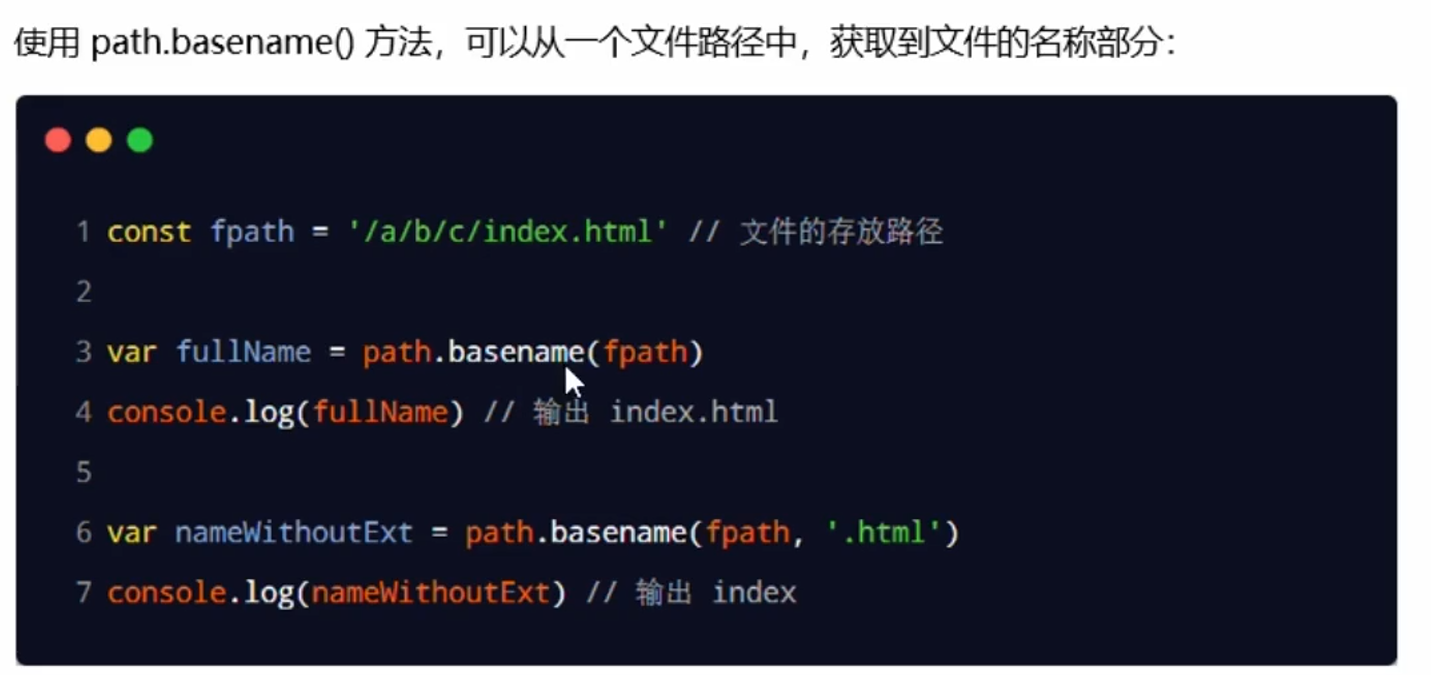 使用 path.basename() 方法，可以从一个文件路径中，获取到文件的名称部分：
1 const fpath = '/a/b/c/index.html' // 文件的存放路径
2
3 var fullName = path.basename(fpath)
4 console.log(fullName) // 输出 index.html
5
6 var nameWithoutExt = path.basename(fpath, '.html')
7 console.log(nameWithoutExt) // 输出 index